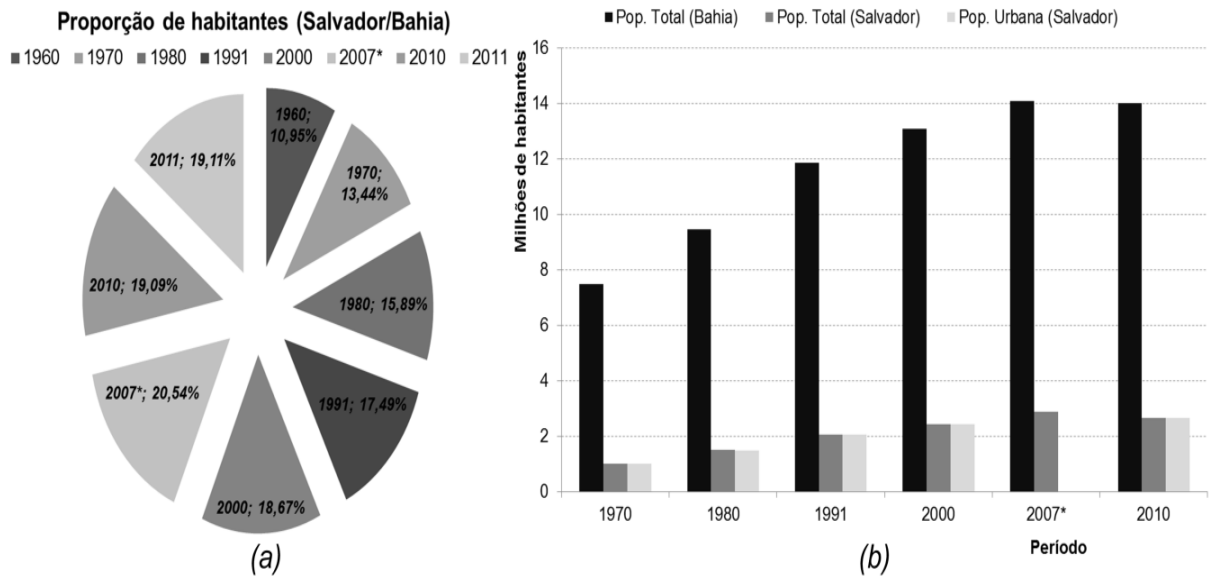 Proporção de habitantes (Salvador/Bahia)
1960 1970 1980 1991 2000 2007* 2010 2011
1960;
10,95%
1970;
13,44%
1980; 15,89%
1991; 17,49%
2000; 18,67%
2007*; 20,54%
2010; 19,09%
2011; 19,11%
(a)
Pop. Total (Bahia) Pop. Total (Salvador) Pop. Urbana (Salvador)
Milhões de habitantes
16
14
12
10
8
6
4
2
0
1970 1980 1991 2000 2007* 2010
Período
(b)